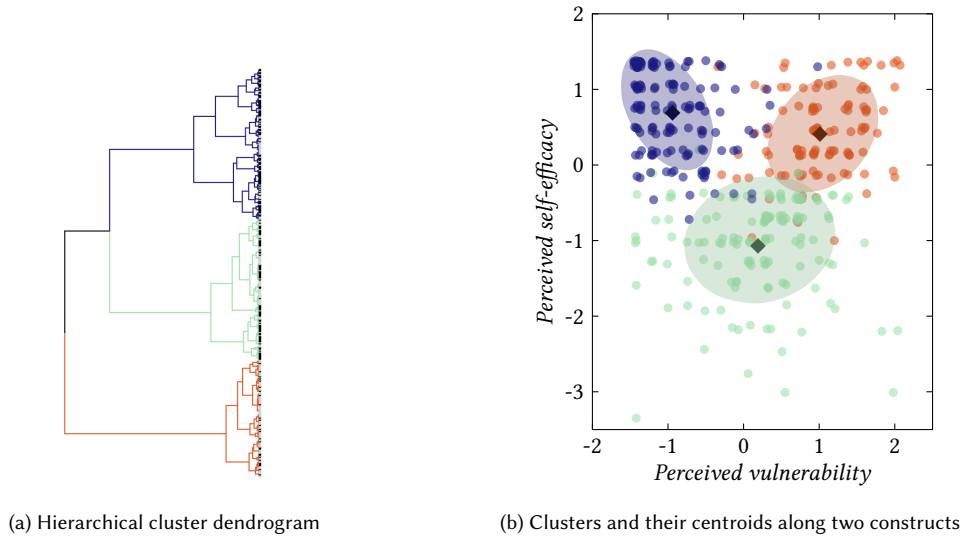 2
1
0
-1
-2
-3
Perceived self-efficacy
-2
-1
0
1
2
Perceived vulnerability
(a) Hierarchical cluster dendrogram
(b) Clusters and their centroids along two constructs